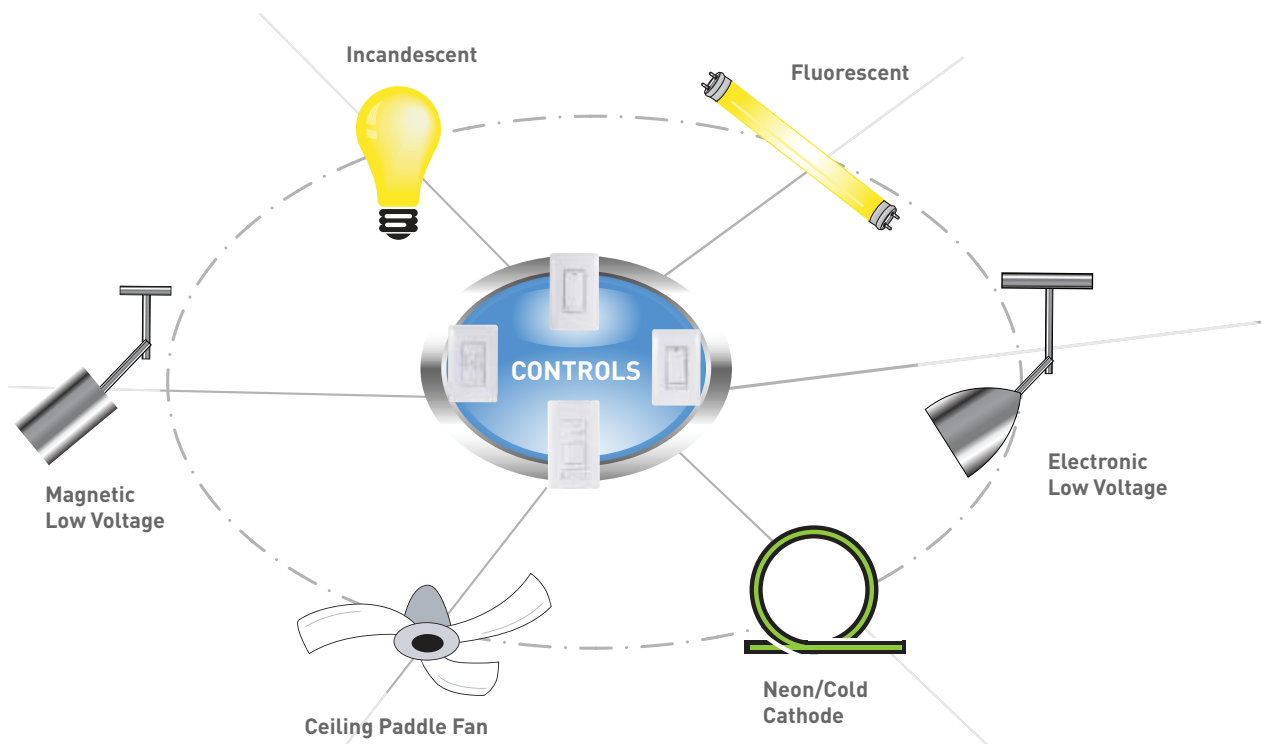 Incandescent
Fluorescent
CONTROLS
Electronic
Low Voltage
Magnetic
Low Voltage
Neon/Cold
Cathode
Ceiling Paddle Fan